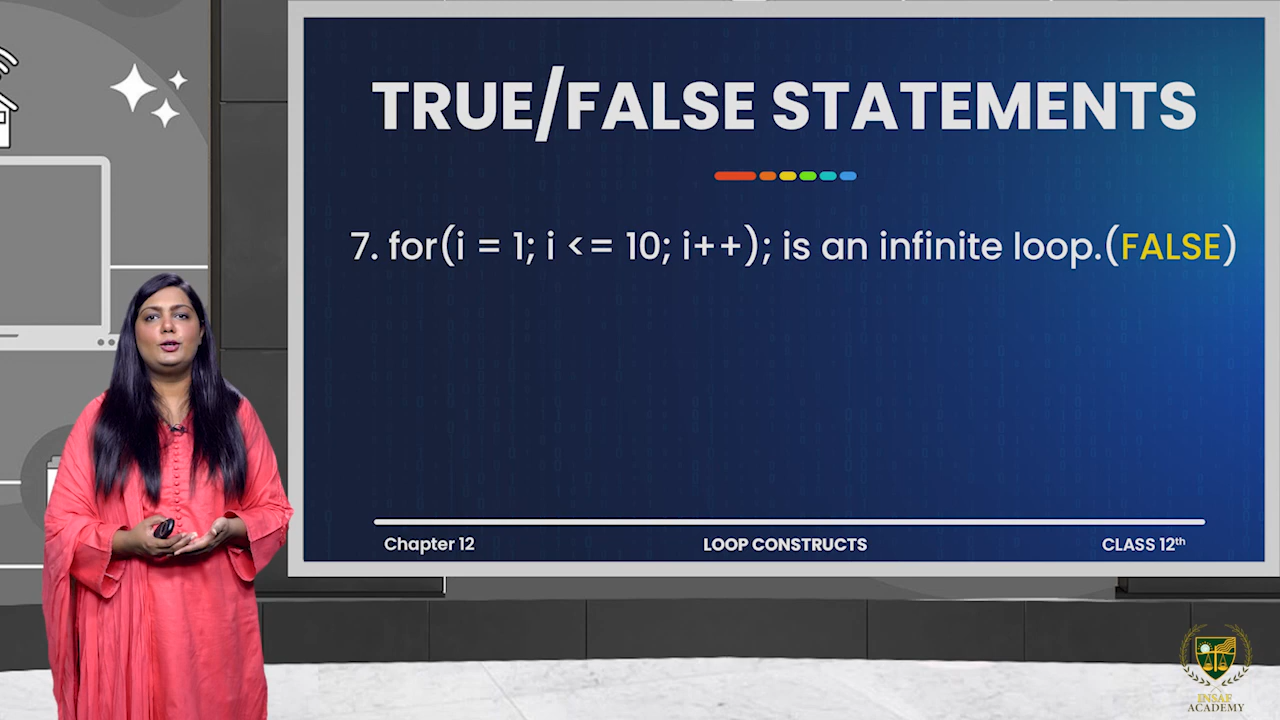 TRUE/FALSE STATEMENTS
7. for(i = 1; i <= 10; i++); is an infinite loop.(FALSE)
Chapter 12
LOOP CONSTRUCTS
CLASS 12th
INSAF
ACADEMY